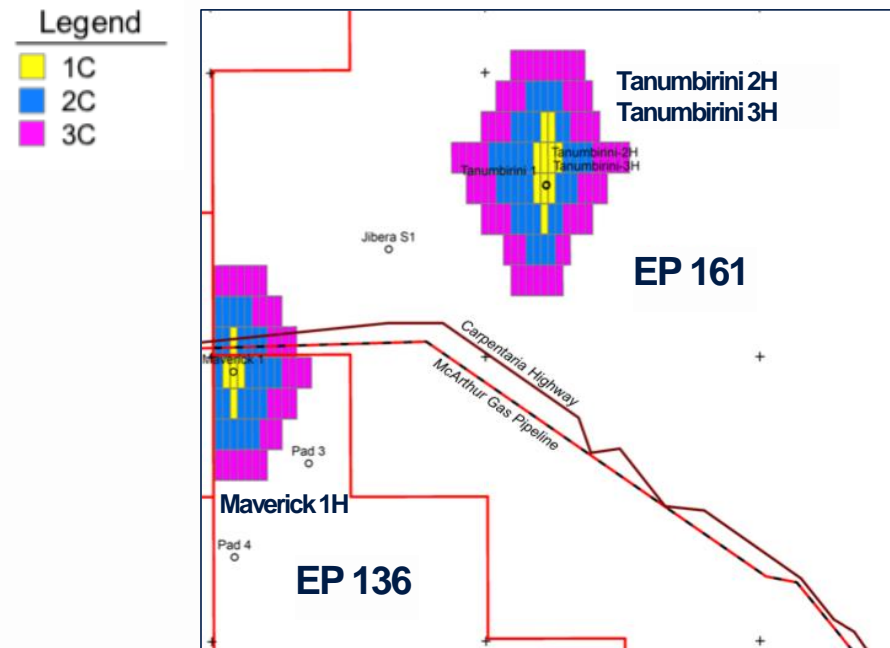 Legend
1C
2C
3C
Tanumbirini 2H
Tanumbirini 3H
Tanumbirini-2H
Tanumbirini-3H
Tanumbirini 1
Jibera S1
EP 161
Carpentaria Highway
McArthur Gas Pipeline
Maverick 1
Pad 3
Maverick 1H
Pad 4
EP 136